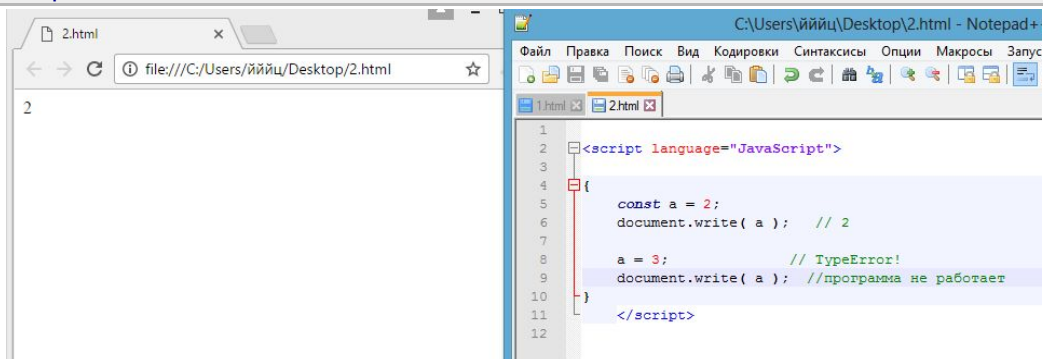 2.html
file:///C:/Users/йййц/Desktop/2.html
2
C:\Users\йййц\Desktop\2.html - Notepad+
Файл Правка Поиск Вид Кодировки Синтаксисы Опции Макросы Запус
1.html 2.html
1
2 <script language="JavaScript">
3
4 {
5 const a = 2;
6 document.write( a ); // 2
7
8 a = 3; // TypeError!
9 document.write( a ); //программа не работает
10 }
11 </script>
12